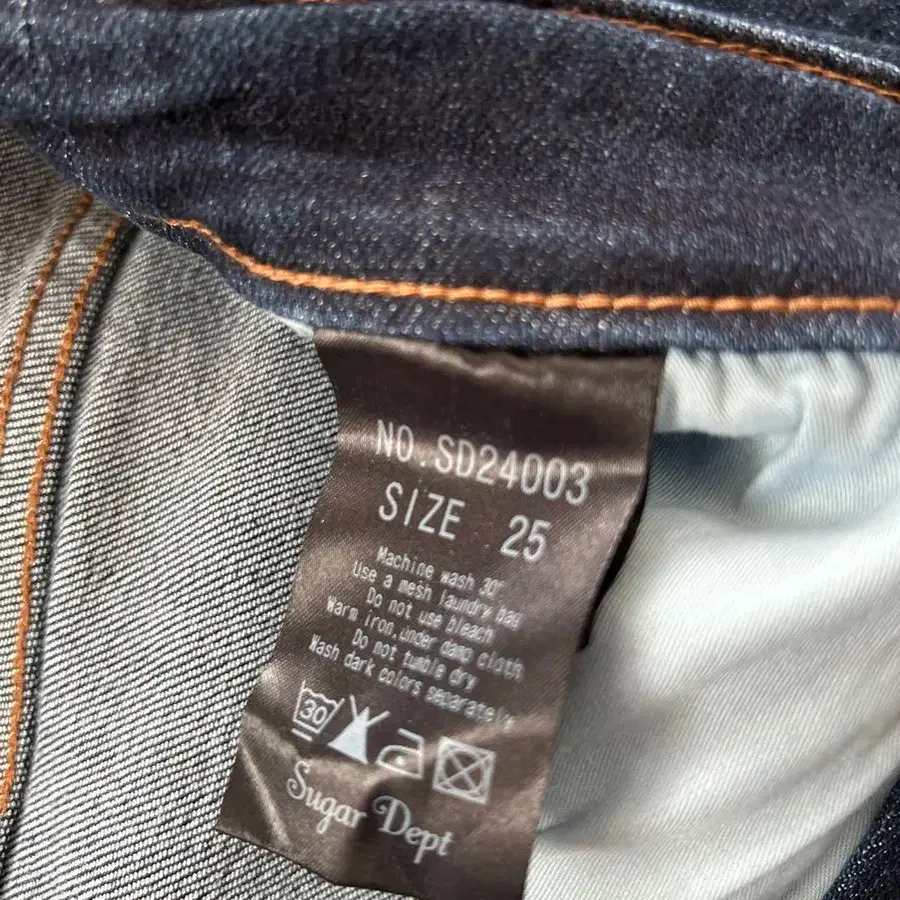 NO.SD24003
SIZE 25
Machine wash 30°
Use a mesh laundry bag
Do not use bleach
Warm iron,under damp cloth
Do not tumble dry
Wash dark colors separately
30
Sugar Dept